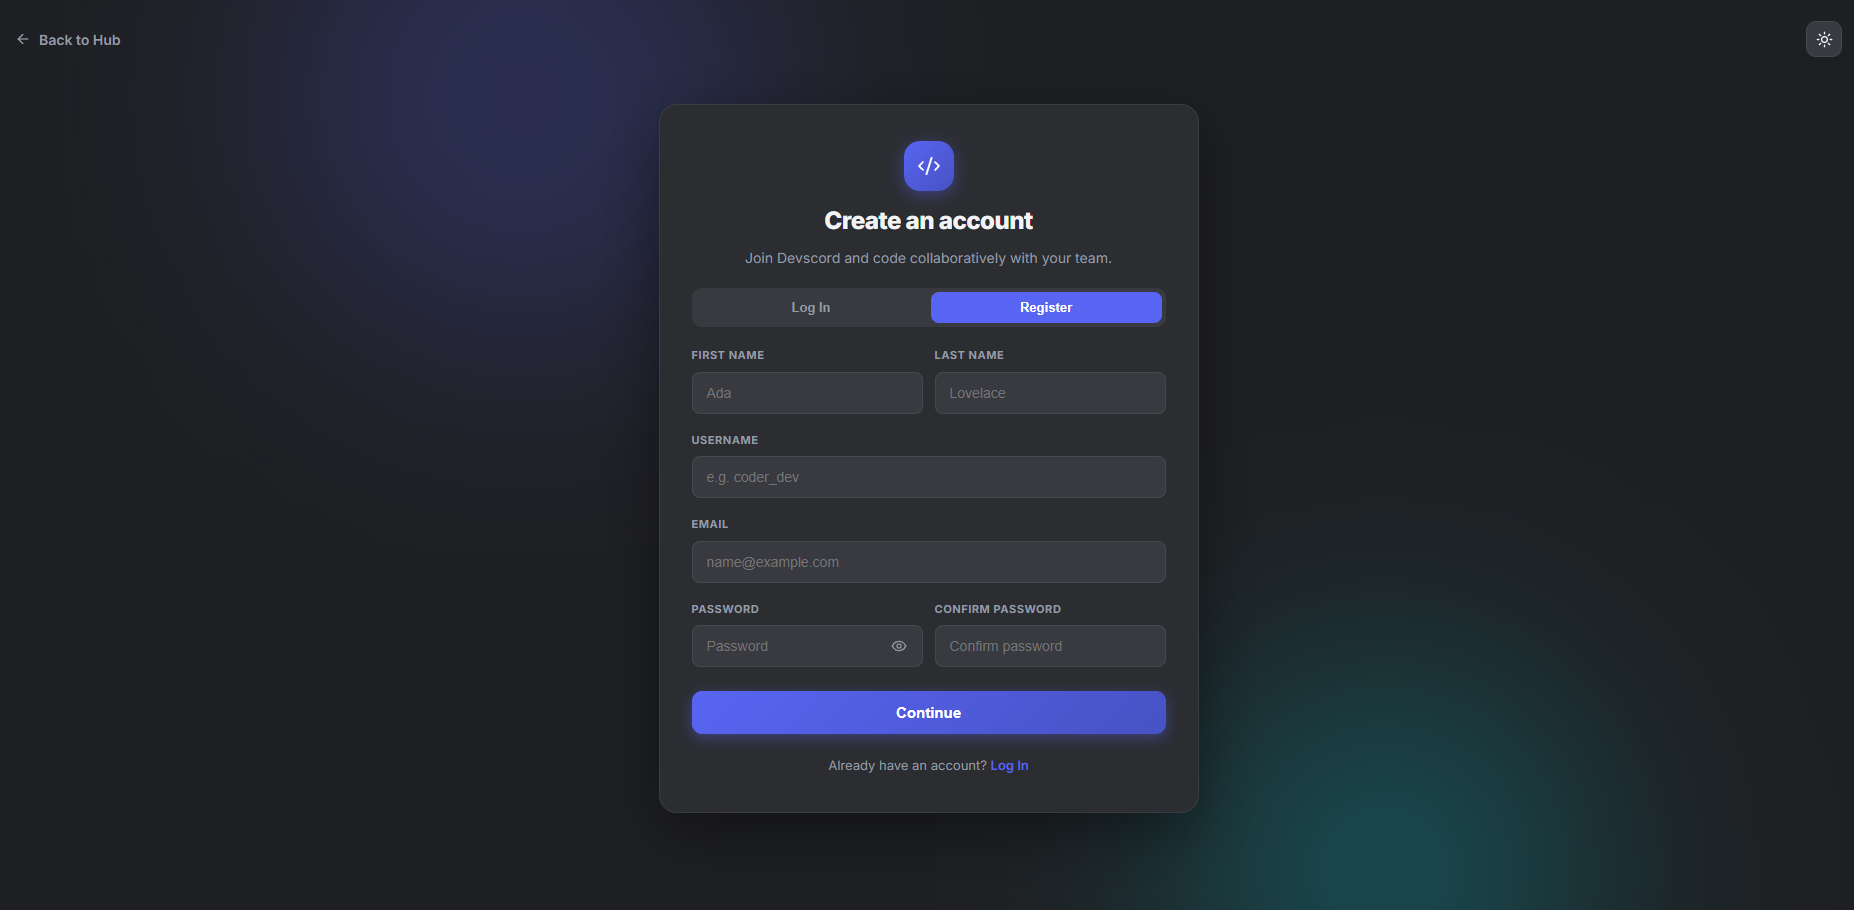 Back to Hub
</>
Create an account
Join Devscord and code collaboratively with your team.
Log In
Register
FIRST NAME
LAST NAME
Ada
Lovelace
USERNAME
e.g. coder_dev
EMAIL
name@example.com
PASSWORD
CONFIRM PASSWORD
Password
Confirm password
Continue
Already have an account? Log In